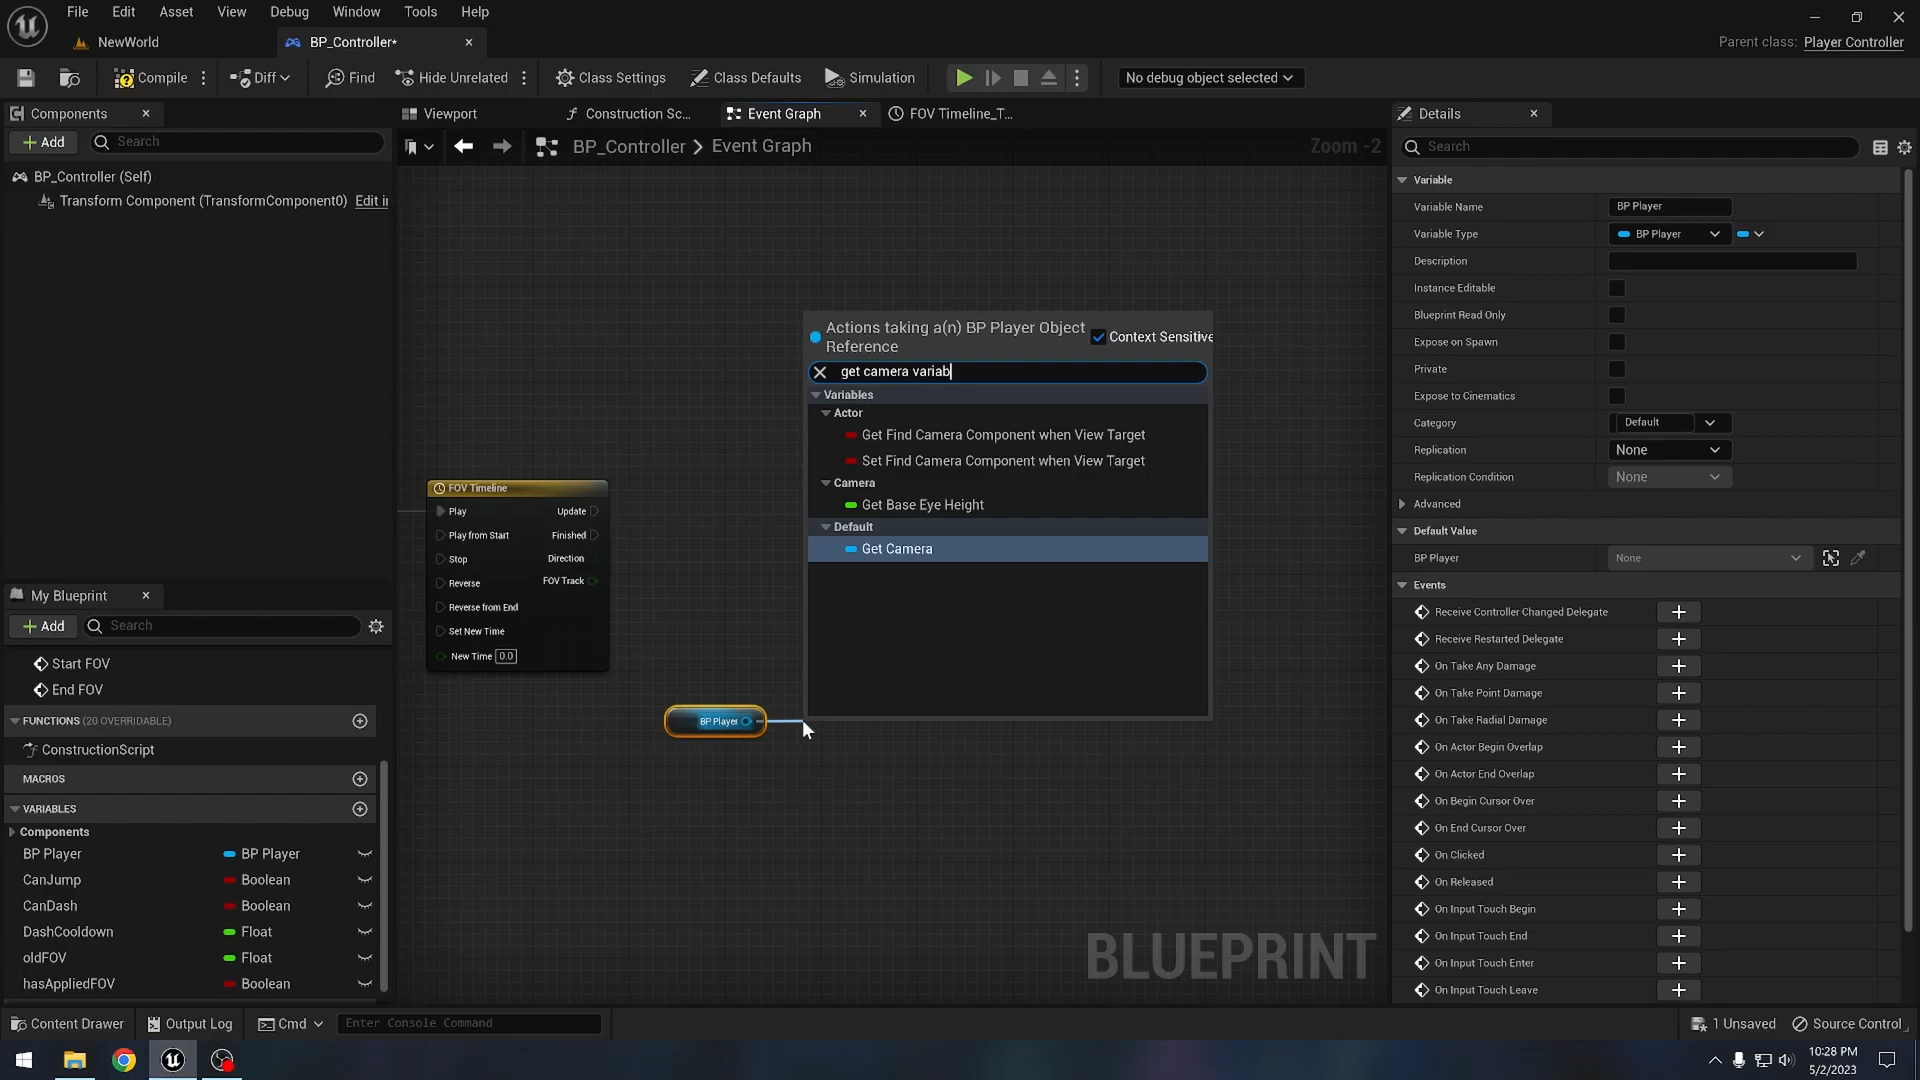 File Edit Asset View Debug Window Tools Help
NewWorld
BP_Controller*
Parent class: Player Controller
Compile
Diff
Find
Hide Unrelated
Class Settings
Class Defaults
Simulation
No debug object selected
Components
Add
Search
BP_Controller (Self)
Transform Component (TransformComponent0) Edit in
My Blueprint
Add
Search
Start FOV
End FOV
FUNCTIONS (20 OVERRIDABLE)
ConstructionScript
MACROS
VARIABLES
Components
BP Player BP Player
CanJump Boolean
CanDash Boolean
DashCooldown Float
oldFOV Float
hasAppliedFOV Boolean
Viewport
Construction Sc...
Event Graph
FOV Timeline_T...
BP_Controller > Event Graph
Zoom -2
FOV Timeline
Play Update
Play from Start Finished
Stop Direction
Reverse FOV Track
Reverse from End
Set New Time
New Time 0.0
BP Player
Actions taking a(n) BP Player Object
Reference
Context Sensitive
get camera variab
Variables
Actor
Get Find Camera Component when View Target
Set Find Camera Component when View Target
Camera
Get Base Eye Height
Default
Get Camera
BLUEPRINT
Details
Search
Variable
Variable Name BP Player
Variable Type BP Player
Description
Instance Editable
Blueprint Read Only
Expose on Spawn
Private
Expose to Cinematics
Category Default
Replication None
Replication Condition None
Advanced
Default Value
BP Player None
Events
Receive Controller Changed Delegate
Receive Restarted Delegate
On Take Any Damage
On Take Point Damage
On Take Radial Damage
On Actor Begin Overlap
On Actor End Overlap
On Begin Cursor Over
On End Cursor Over
On Clicked
On Released
On Input Touch Begin
On Input Touch End
On Input Touch Enter
On Input Touch Leave
Content Drawer
Output Log
Cmd
Enter Console Command
1 Unsaved
Source Control
10:28 PM
5/2/2023